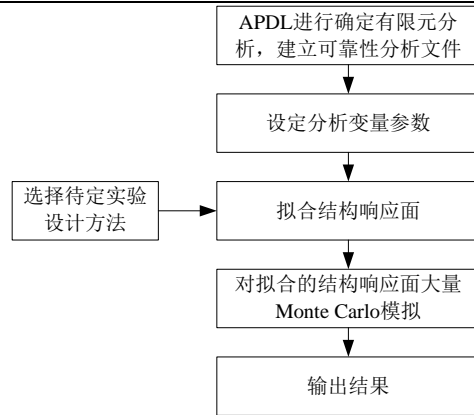 APDL进行确定有限元分
析，建立可靠性分析文件
设定分析变量参数
选择待定实验
设计方法
拟合结构响应面
对拟合的结构响应面大量
Monte Carlo模拟
输出结果